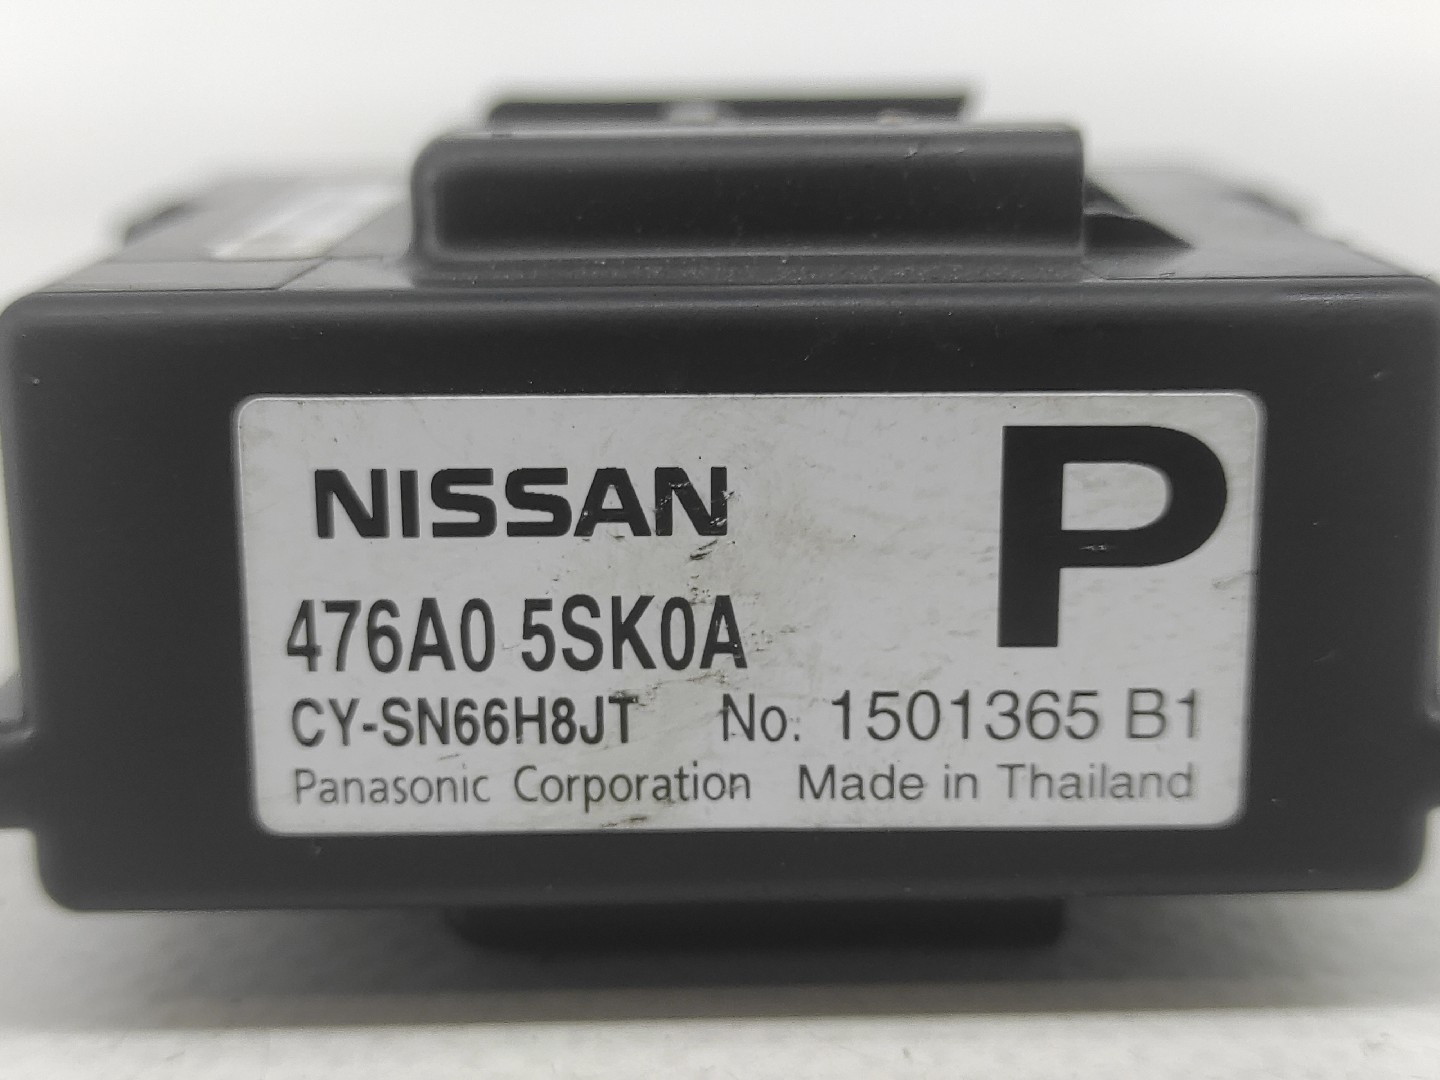 NISSAN
P
476A0 5SK0A
CY-SN66H8JT No. 1501365 B1
Panasonic Corporation Made in Thailand